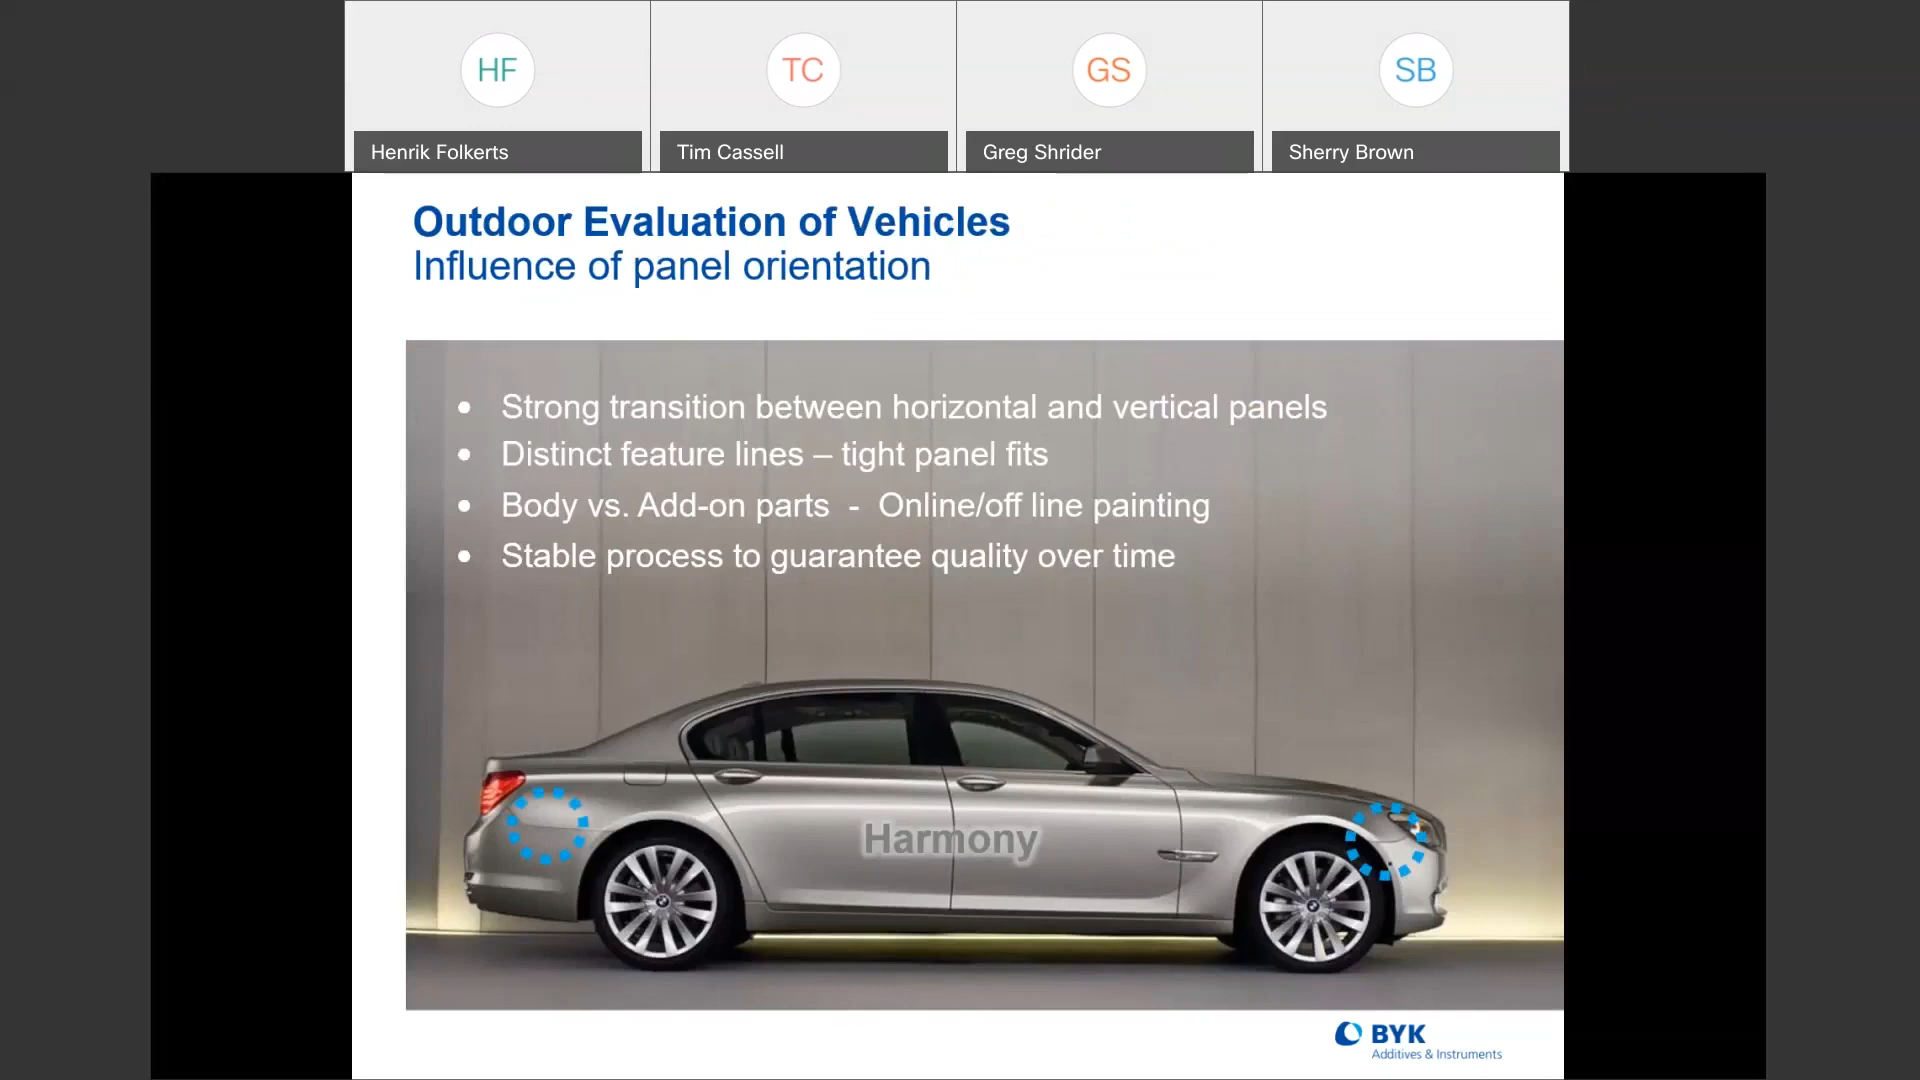 HF
TC
GS
SB
Henrik Folkerts
Tim Cassell
Greg Shrider
Sherry Brown
Outdoor Evaluation of Vehicles
Influence of panel orientation
• Strong transition between horizontal and vertical panels
• Distinct feature lines – tight panel fits
• Body vs. Add-on parts - Online/off line painting
• Stable process to guarantee quality over time
Harmony
BYK
Additives & Instruments